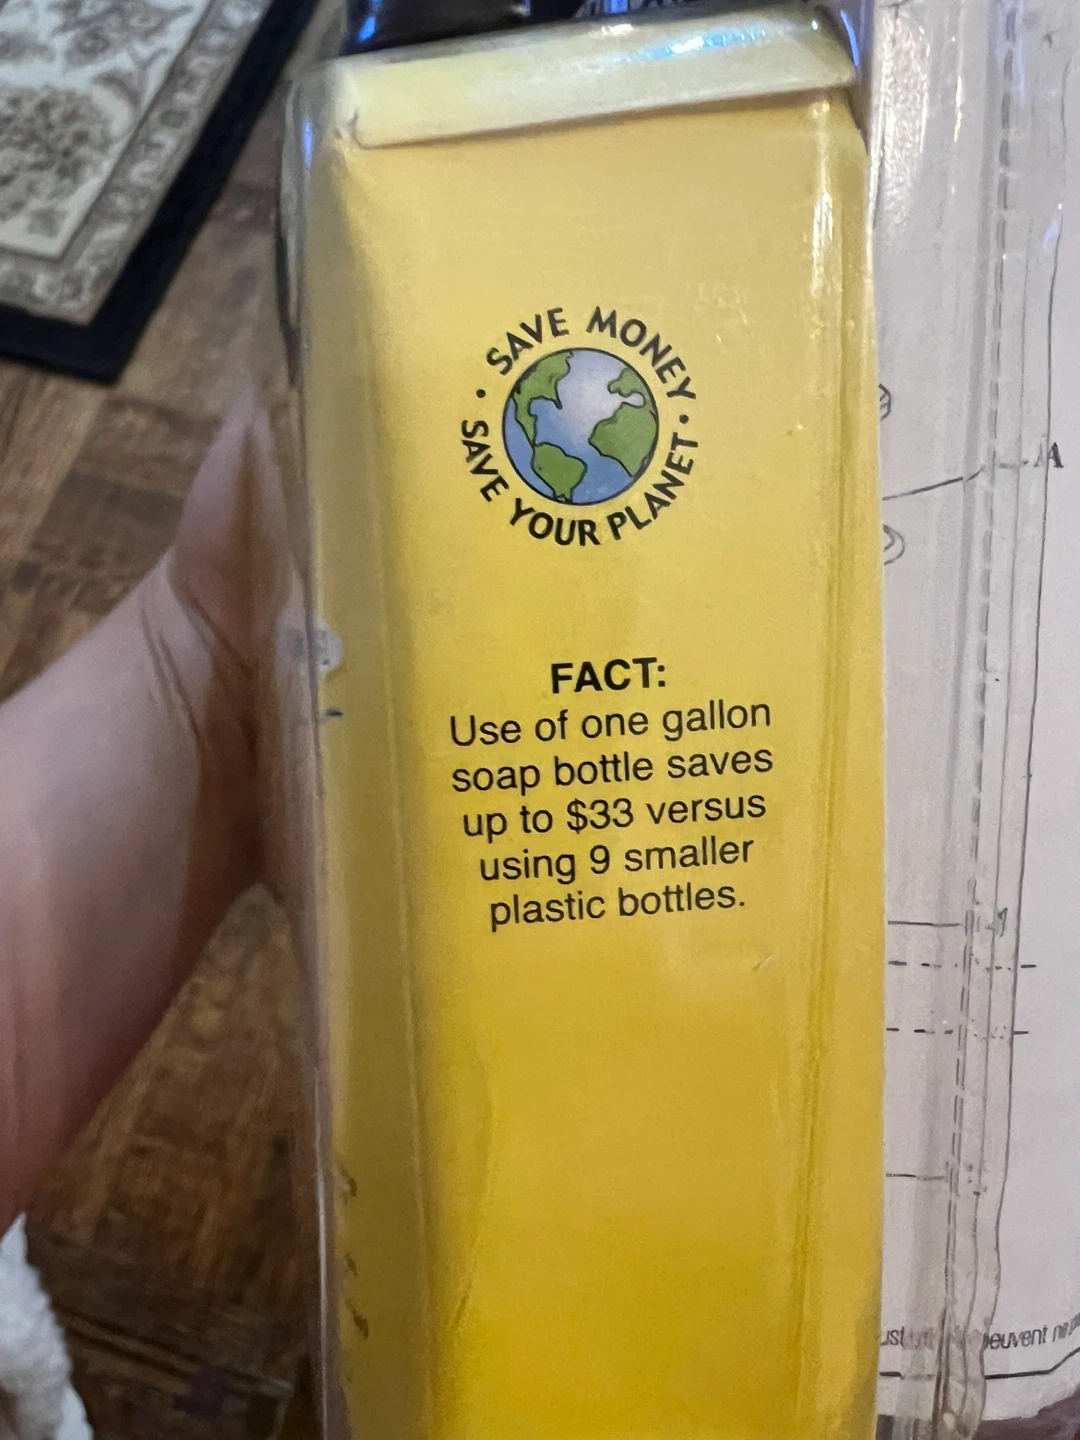 · SAVE MONEY ·
SAVE YOUR PLANET
FACT:
Use of one gallon
soap bottle saves
up to $33 versus
using 9 smaller
plastic bottles.
A
peuvent